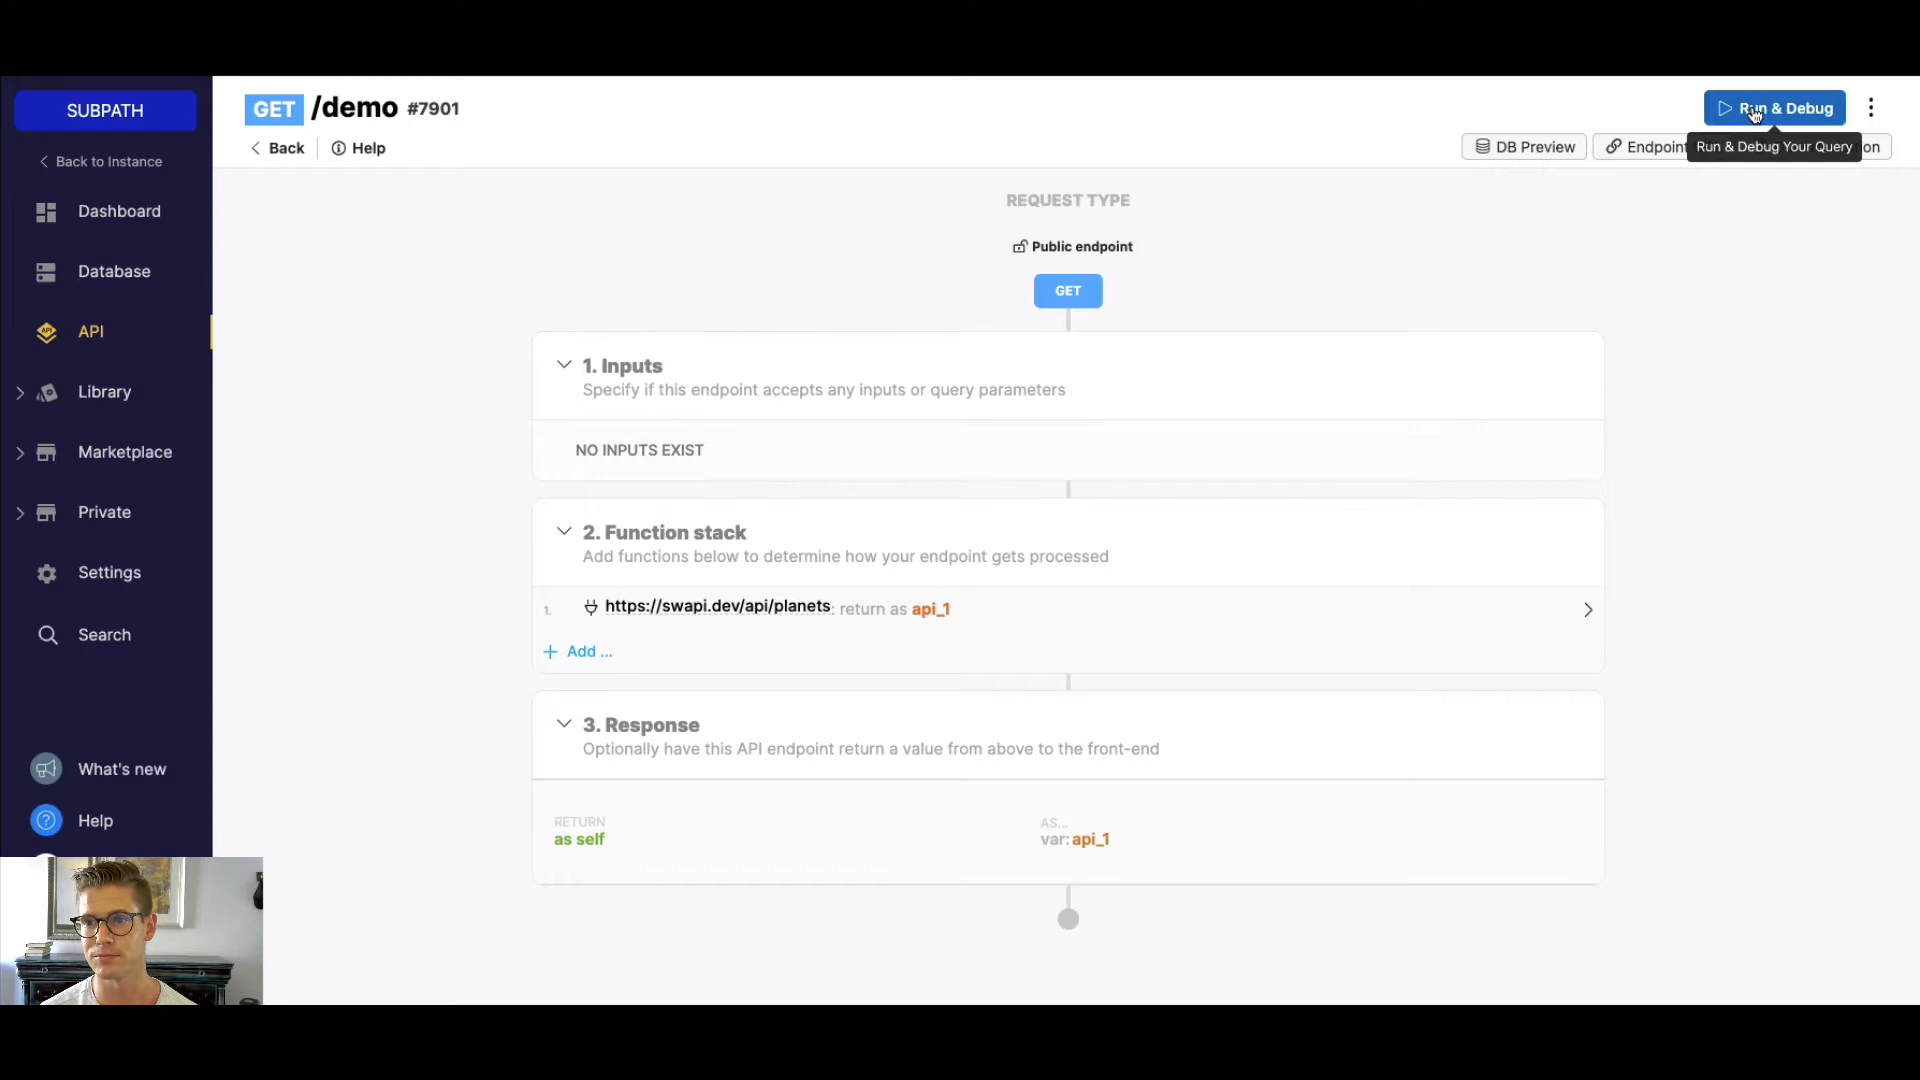 SUBPATH
Back to Instance
Dashboard
Database
API
Library
Marketplace
Private
Settings
Search
What's new
Help
GET /demo #7901
Back
Help
Run & Debug
DB Preview
Endpoint
Run & Debug Your Query
on
REQUEST TYPE
Public endpoint
GET
1. Inputs
Specify if this endpoint accepts any inputs or query parameters
NO INPUTS EXIST
2. Function stack
Add functions below to determine how your endpoint gets processed
1. https://swapi.dev/api/planets: return as api_1
+ Add ...
3. Response
Optionally have this API endpoint return a value from above to the front-end
RETURN
as self
AS...
var: api_1